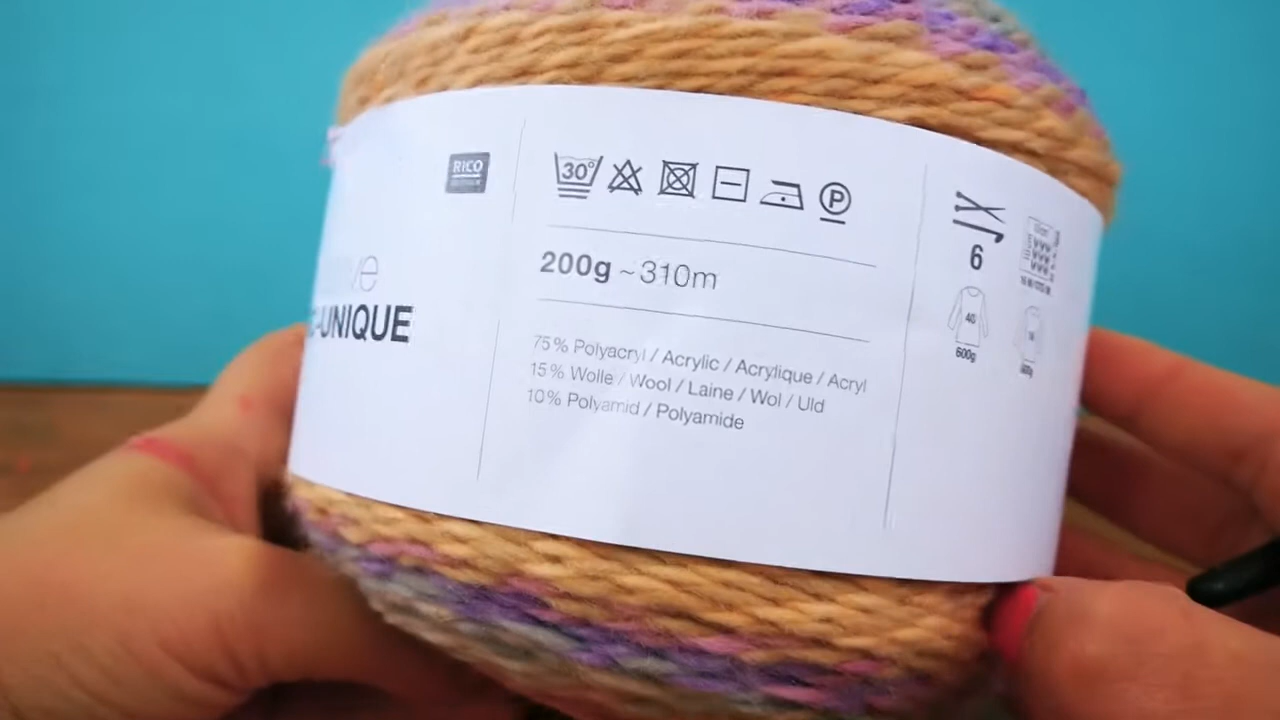 RICO
-UNIQUE
30°
P
200g ~310m
75% Polyacryl / Acrylic / Acrylique / Acryl
15% Wolle / Wool / Laine / Wol / Uld
10% Polyamid / Polyamide
6
40
600g